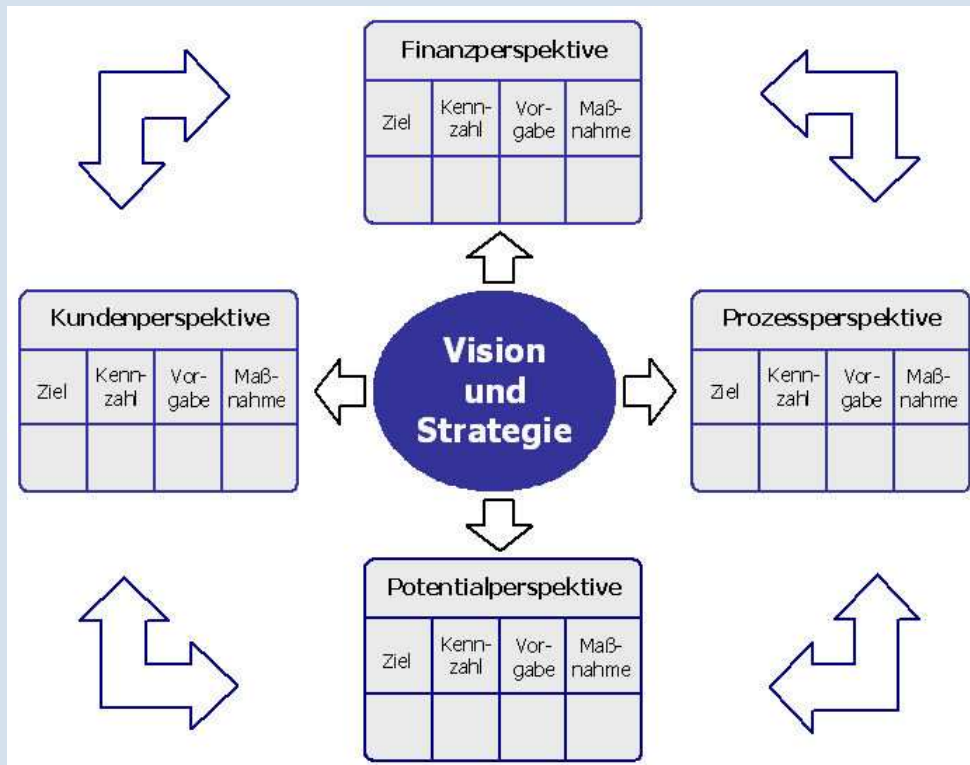 Finanzperspektive
Ziel
Kenn-
zahl
Vor-
gabe
Maß-
nahme
Kundenperspektive
Ziel
Kenn-
zahl
Vor-
gabe
Maß-
nahme
Vision
und
Strategie
Prozessperspektive
Ziel
Kenn-
zahl
Vor-
gabe
Maß-
nahme
Potentialperspektive
Ziel
Kenn-
zahl
Vor-
gabe
Maß-
nahme